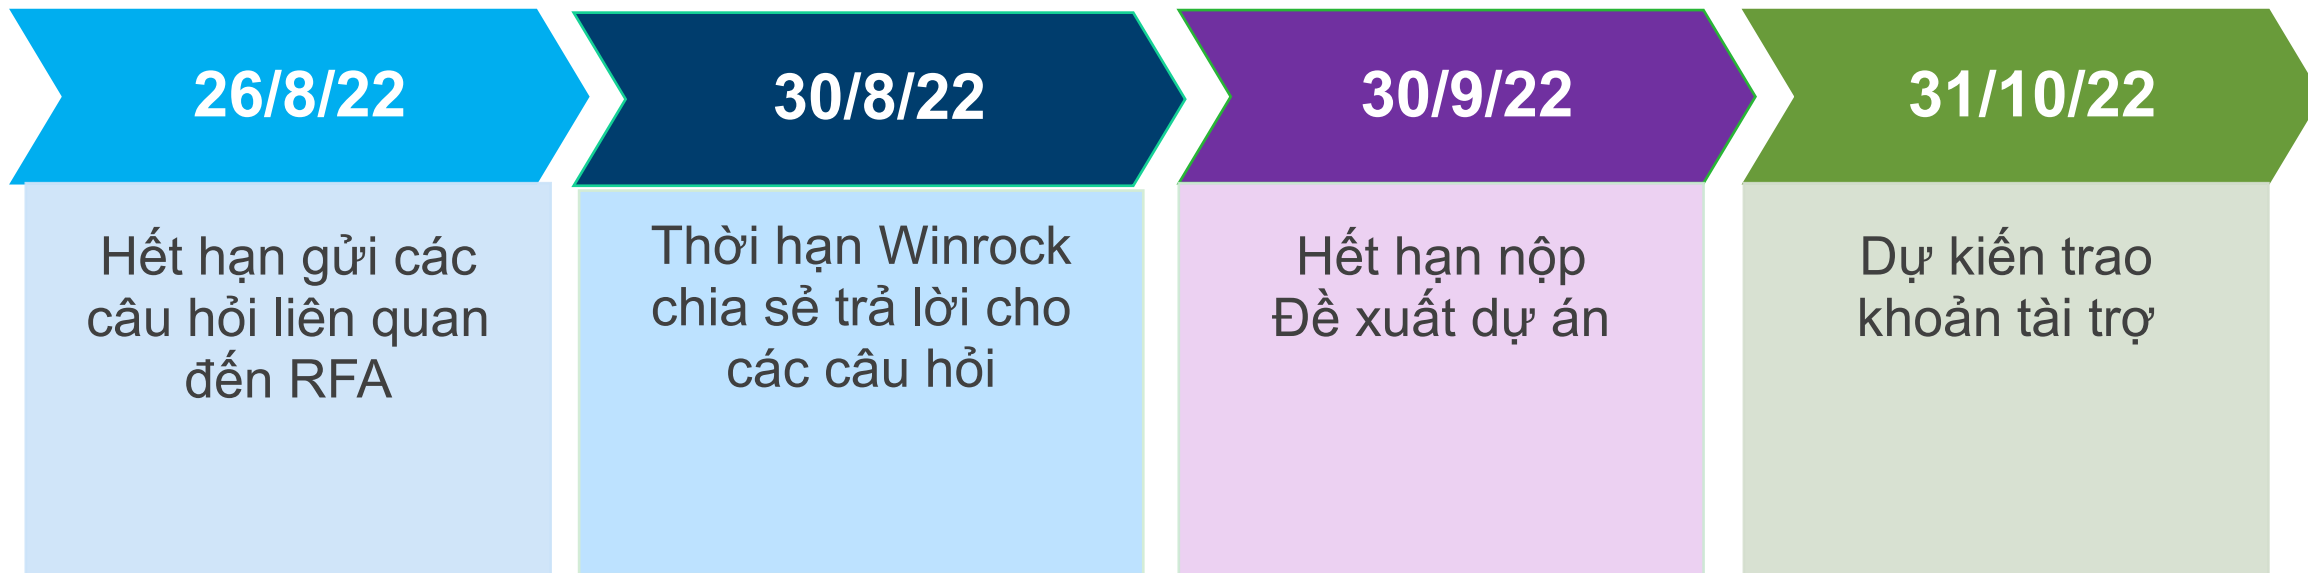 26/8/22
Hết hạn gửi các
câu hỏi liên quan
đến RFA
30/8/22
Thời hạn Winrock
chia sẻ trả lời cho
các câu hỏi
30/9/22
Hết hạn nộp
Đề xuất dự án
31/10/22
Dự kiến trao
khoản tài trợ